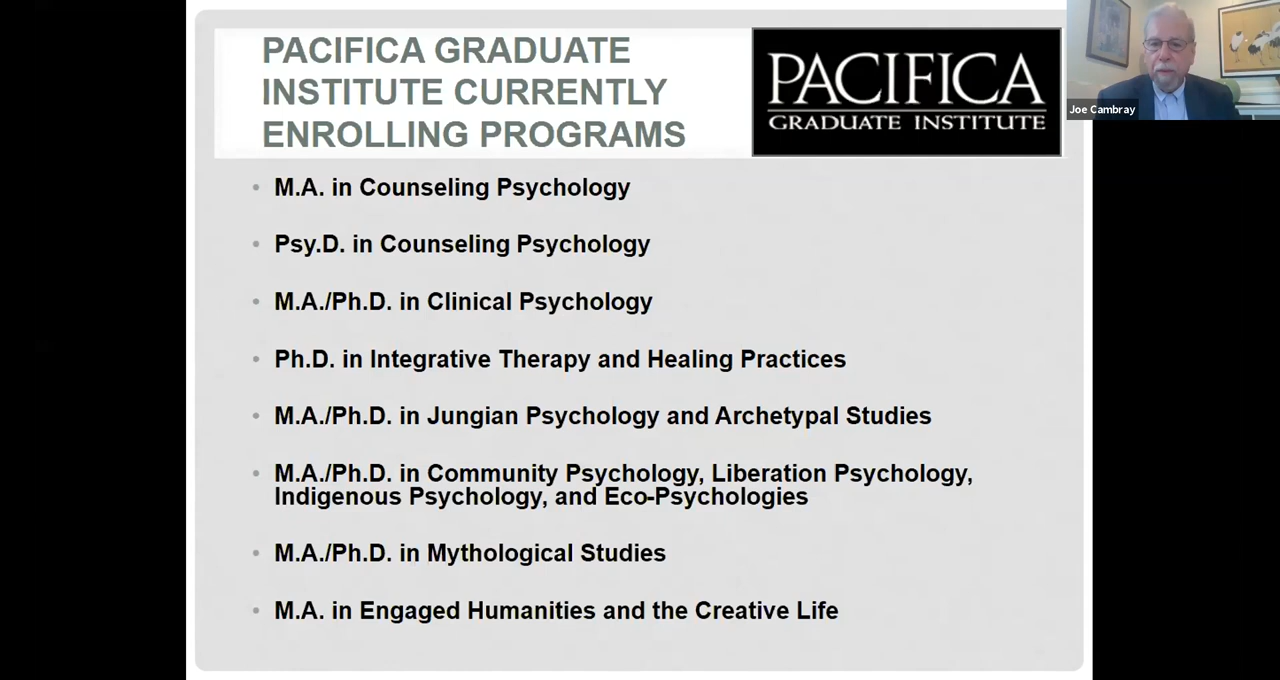 PACIFICA GRADUATE
INSTITUTE CURRENTLY
ENROLLING PROGRAMS
PACIFICA
GRADUATE INSTITUTE
Joe Cambray
• M.A. in Counseling Psychology
• Psy.D. in Counseling Psychology
• M.A./Ph.D. in Clinical Psychology
• Ph.D. in Integrative Therapy and Healing Practices
• M.A./Ph.D. in Jungian Psychology and Archetypal Studies
• M.A./Ph.D. in Community Psychology, Liberation Psychology,
Indigenous Psychology, and Eco-Psychologies
• M.A./Ph.D. in Mythological Studies
• M.A. in Engaged Humanities and the Creative Life